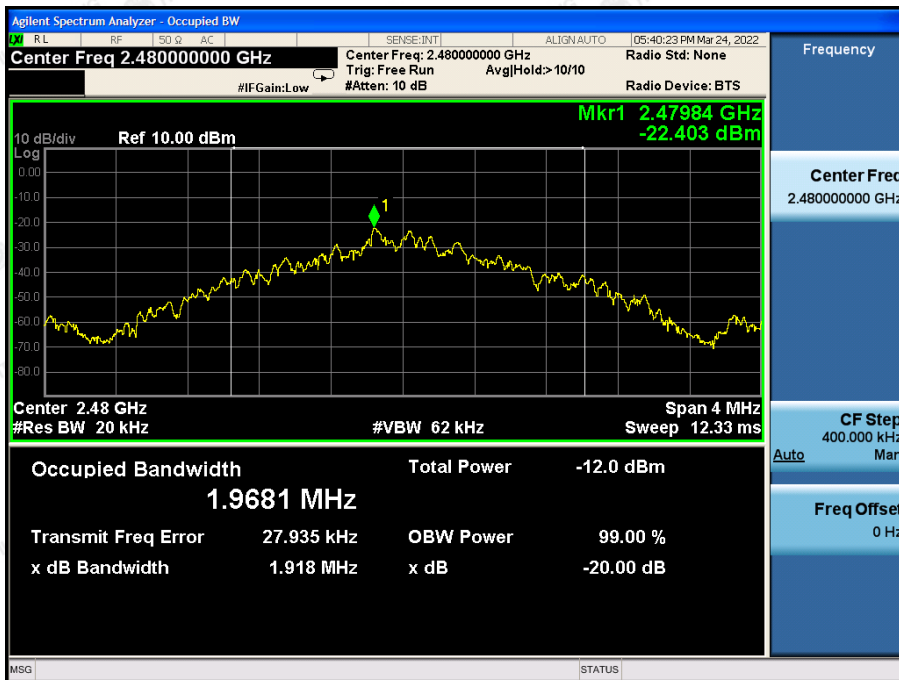 Agilent Spectrum Analyzer - Occupied BW
LXI RL RF 50 Ω AC SENSE:INT ALIGN AUTO 05:40:23 PM Mar 24, 2022
Center Freq 2.480000000 GHz
Center Freq: 2.480000000 GHz Radio Std: None
Trig: Free Run Avg|Hold:> 10/10
#IFGain:Low #Atten: 10 dB Radio Device: BTS
Mkr1 2.47984 GHz
-22.403 dBm
10 dB/div Ref 10.00 dBm
Log
0.00
-10.0
-20.0
-30.0
-40.0
-50.0
-60.0
-70.0
-80.0
1
Center 2.48 GHz Span 4 MHz
#Res BW 20 kHz #VBW 62 kHz Sweep 12.33 ms
Occupied Bandwidth Total Power -12.0 dBm
1.9681 MHz
Transmit Freq Error 27.935 kHz OBW Power 99.00 %
x dB Bandwidth 1.918 MHz x dB -20.00 dB
MSG STATUS
Frequency
Center Freq
2.480000000 GHz
CF Step
400.000 kHz
Auto Man
Freq Offset
0 Hz